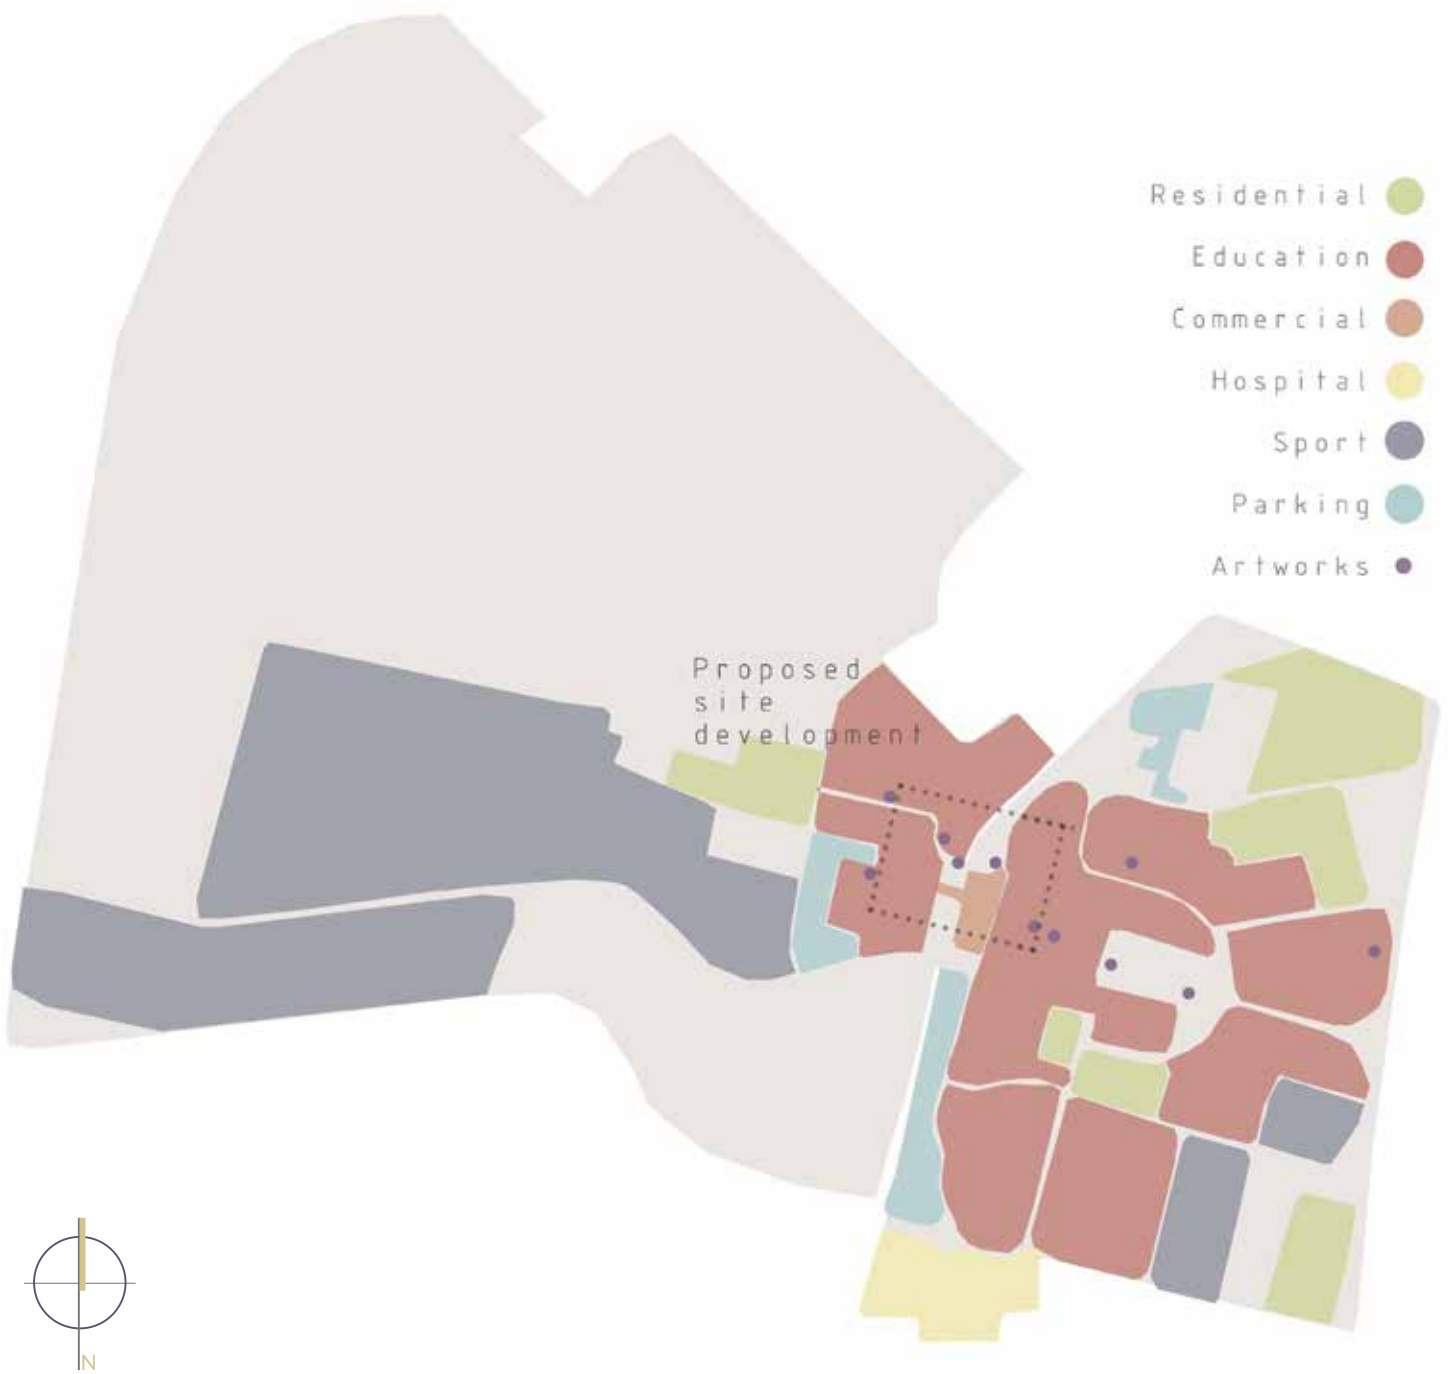 Residential
Education
Commercial
Hospital
Sport
Parking
Artworks
Proposed
site
development
N